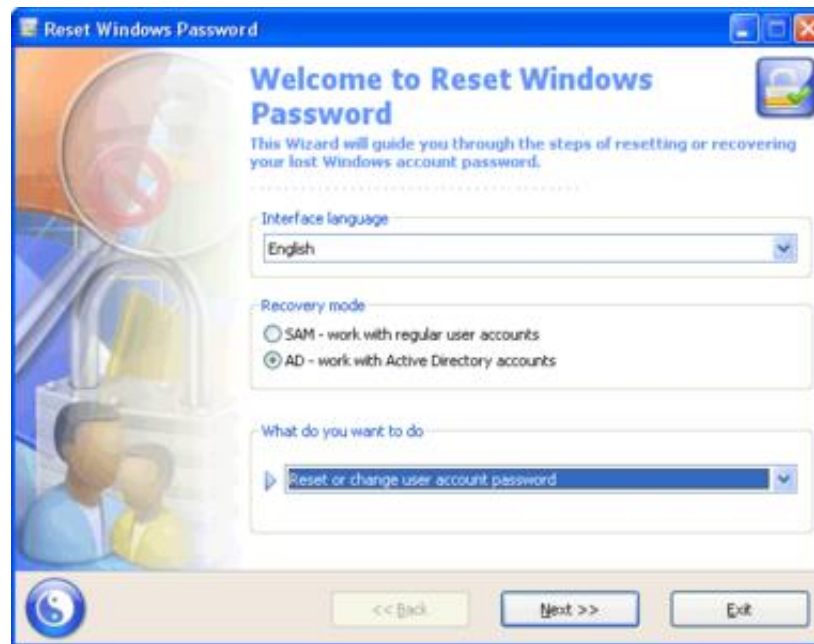 Reset Windows Password
Welcome to Reset Windows
Password
This Wizard will guide you through the steps of resetting or recovering
your lost Windows account password.
Interface language
English
Recovery mode
SAM - work with regular user accounts
AD - work with Active Directory accounts
What do you want to do
Reset or change user account password
<< Back
Next >>
Exit